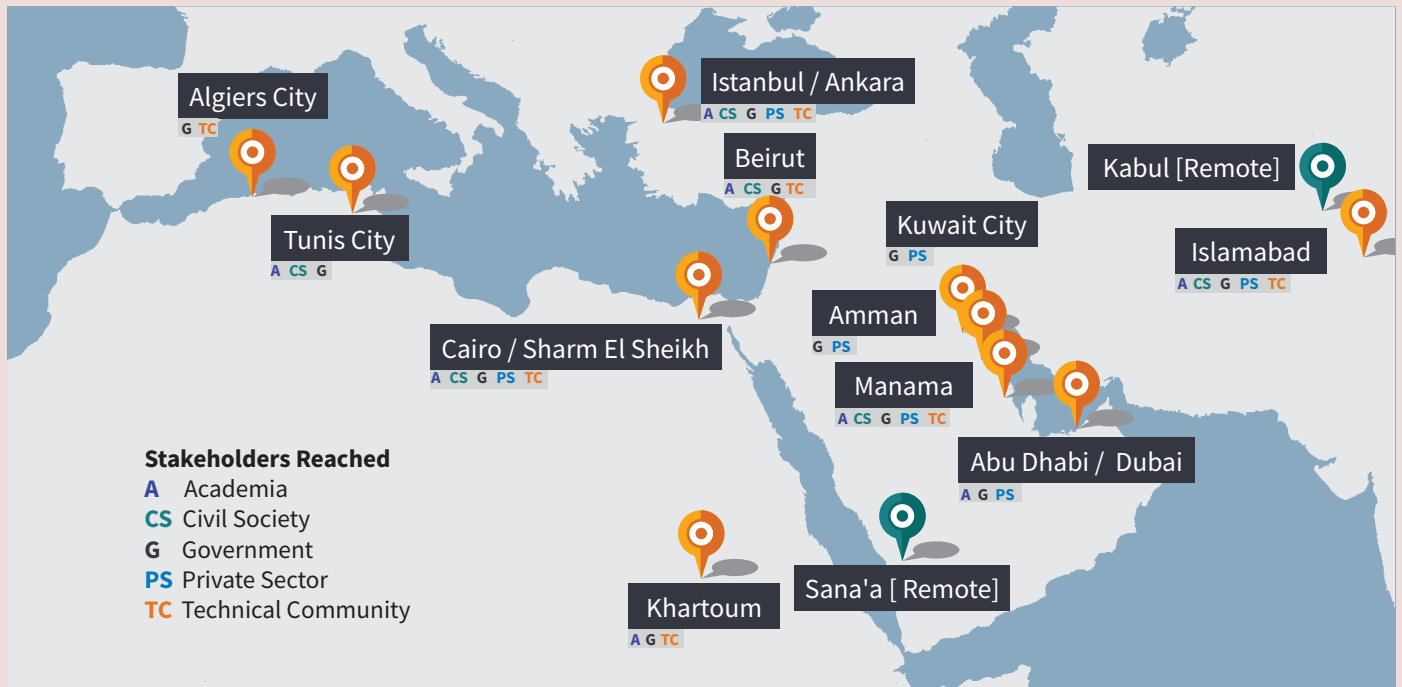 Algiers City
G TC
Istanbul / Ankara
A CS G PS TC
Beirut
A CS G TC
Kabul [Remote]
Tunis City
A CS G
Kuwait City
G PS
Islamabad
A CS G PS TC
Amman
G PS
Cairo / Sharm El Sheikh
A CS G PS TC
Manama
A CS G PS TC
Abu Dhabi / Dubai
A G PS
Stakeholders Reached
A Academia
CS Civil Society
G Government
PS Private Sector
TC Technical Community
Sana'a [ Remote]
Khartoum
A G TC